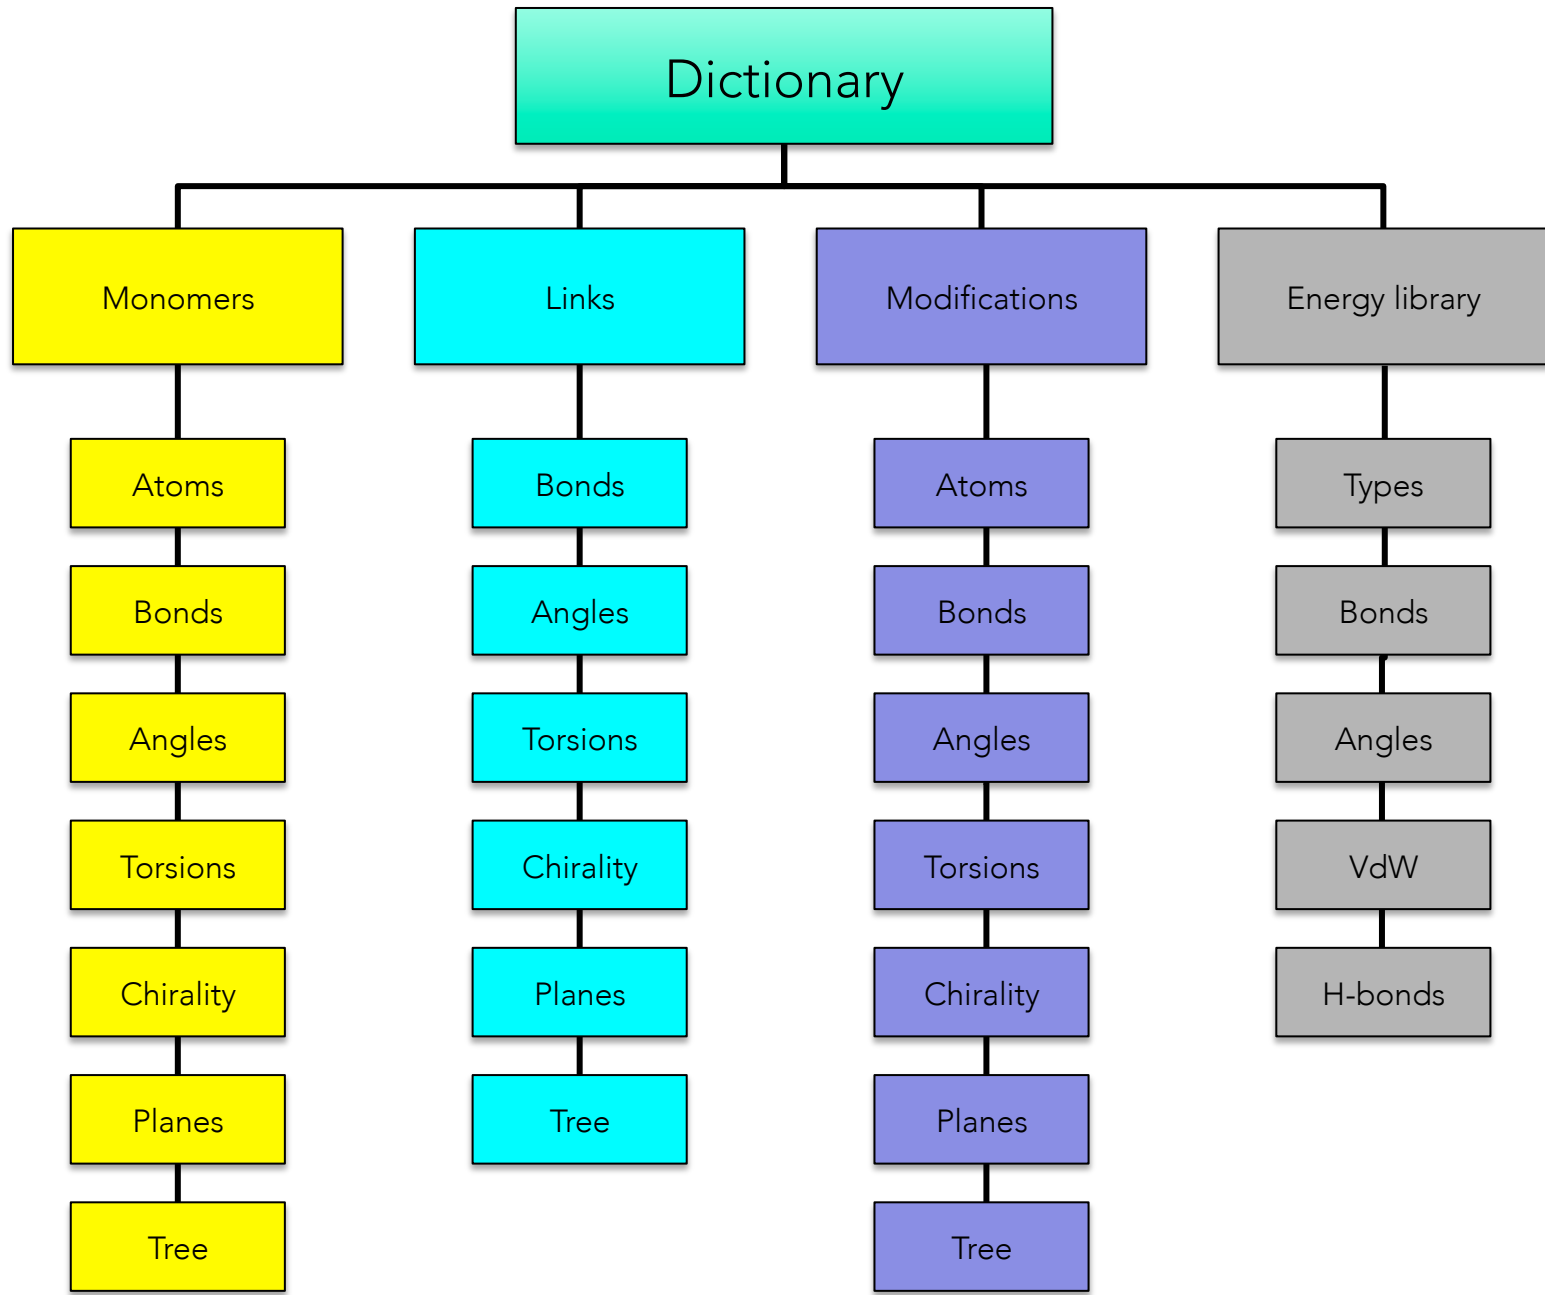 Dictionary
Monomers
Links
Modifications
Energy library
Atoms
Bonds
Atoms
Types
Bonds
Angles
Bonds
Bonds
Angles
Torsions
Angles
Angles
Torsions
Chirality
Torsions
VdW
Chirality
Planes
Chirality
H-bonds
Planes
Tree
Planes
Tree
Tree